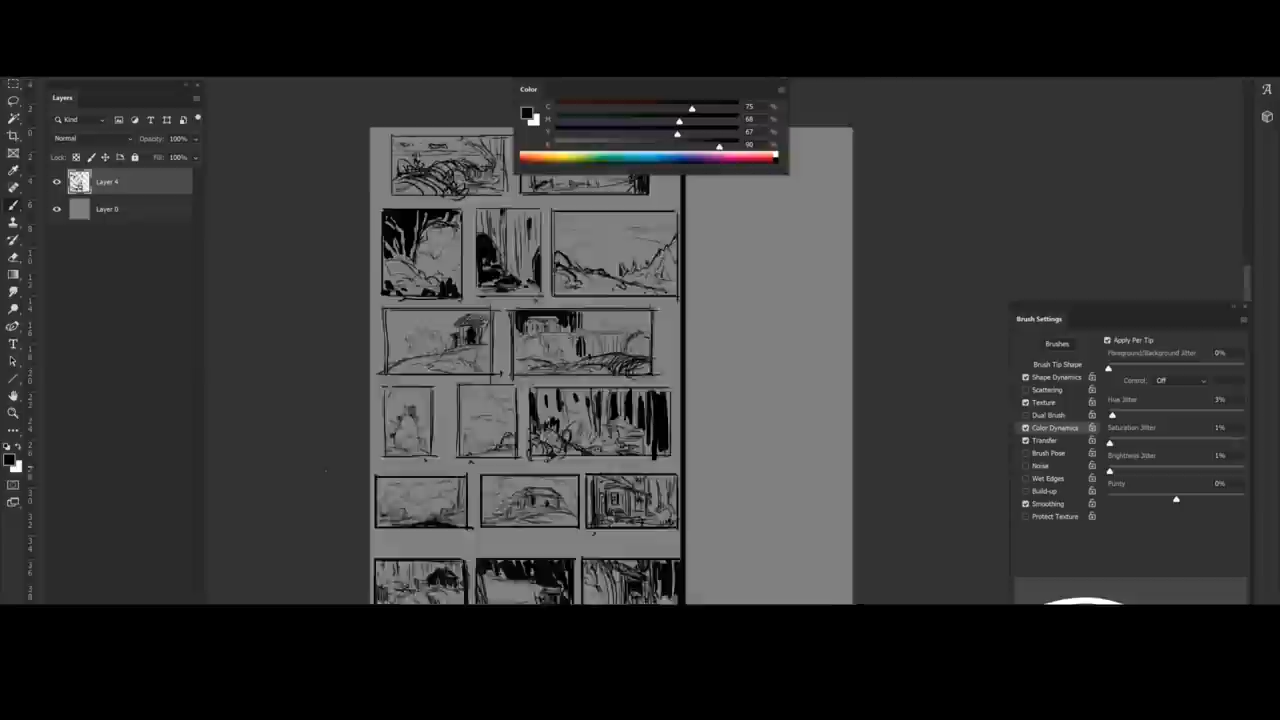 Layers
Color
Kind
C 75 %
M 68 %
Normal Opacity: 100%
Y 67 %
K 90 %
Lock: Fill: 100%
Layer 4
Layer 0
Brush Settings
Brushes
Apply Per Tip
Foreground/Background Jitter 0%
Brush Tip Shape
Shape Dynamics
Control: Off
Scattering
Texture
Hue Jitter 3%
Dual Brush
Color Dynamics
Saturation Jitter 1%
Transfer
Brush Pose
Brightness Jitter 1%
Noise
Wet Edges
Purity 0%
Build-up
Smoothing
Protect Texture